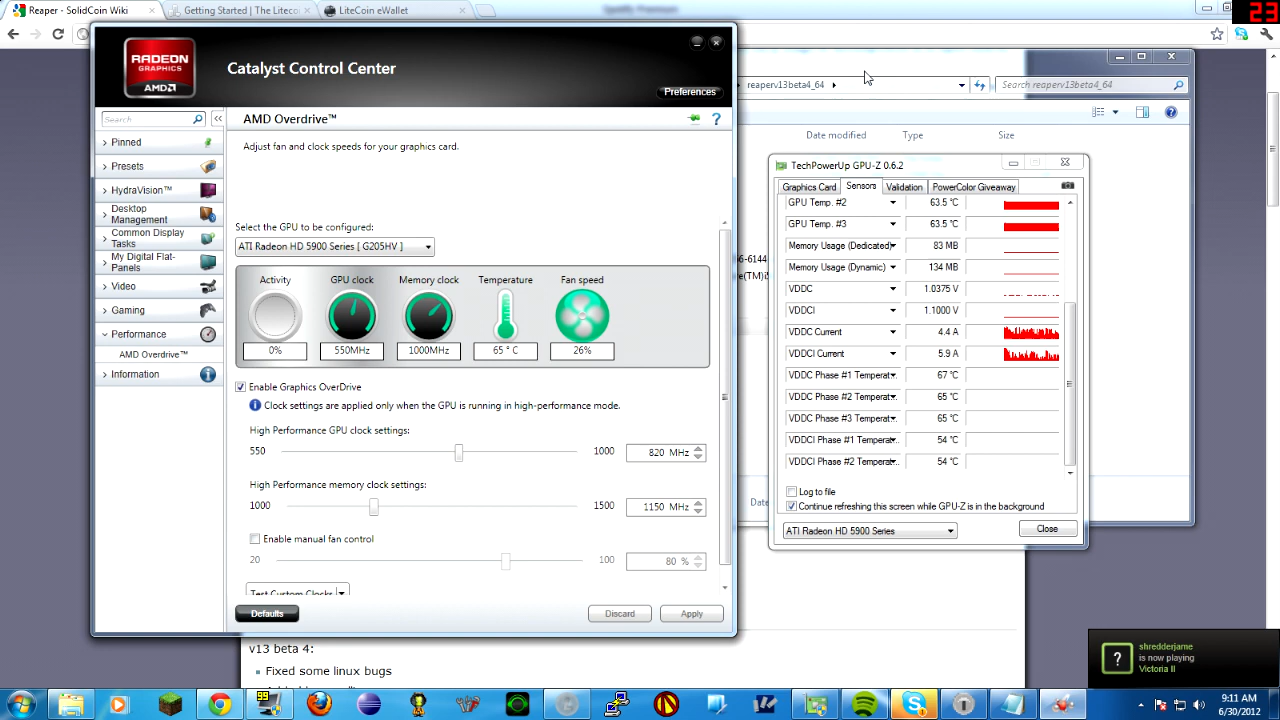 Reaper - SolidCoin Wiki
Getting Started | The Liteco
LiteCoin eWallet
Spotify Premium
23
RADEON
GRAPHICS
AMD
Catalyst Control Center
Preferences
Search
AMD Overdrive™
Adjust fan and clock speeds for your graphics card.
Pinned
Presets
HydraVision™
Desktop
Management
Common Display
Tasks
My Digital Flat-
Panels
Video
Gaming
Performance
AMD Overdrive™
Information
Select the GPU to be configured:
ATI Radeon HD 5900 Series [ G205HV ]
Activity
GPU clock
Memory clock
Temperature
Fan speed
0%
550MHz
1000MHz
65 ° C
26%
Enable Graphics OverDrive
Clock settings are applied only when the GPU is running in high-performance mode.
High Performance GPU clock settings:
550
1000
820 MHz
High Performance memory clock settings:
1000
1500
1150 MHz
Enable manual fan control
20
100
80 %
Test Custom Clocks
Defaults
Discard
Apply
reaperv13beta4_64
Search reaperv13beta4_64
Date modified
Type
Size
TechPowerUp GPU-Z 0.6.2
Graphics Card
Sensors
Validation
PowerColor Giveaway
GPU Temp. #2
63.5 °C
GPU Temp. #3
63.5 °C
Memory Usage (Dedicated)
83 MB
Memory Usage (Dynamic)
134 MB
VDDC
1.0375 V
VDDCI
1.1000 V
VDDC Current
4.4 A
VDDCI Current
5.9 A
VDDC Phase #1 Temperat..
67 °C
VDDC Phase #2 Temperat..
65 °C
VDDC Phase #3 Temperat..
65 °C
VDDCI Phase #1 Temperat..
54 °C
VDDCI Phase #2 Temperat..
54 °C
Log to file
Continue refreshing this screen while GPU-Z is in the background
ATI Radeon HD 5900 Series
Close
6-6144
e(TM)i
Da
v13 beta 4:
Fixed some linux bugs
shredderjame
is now playing
Victoria II
99
9:11 AM
6/30/2012